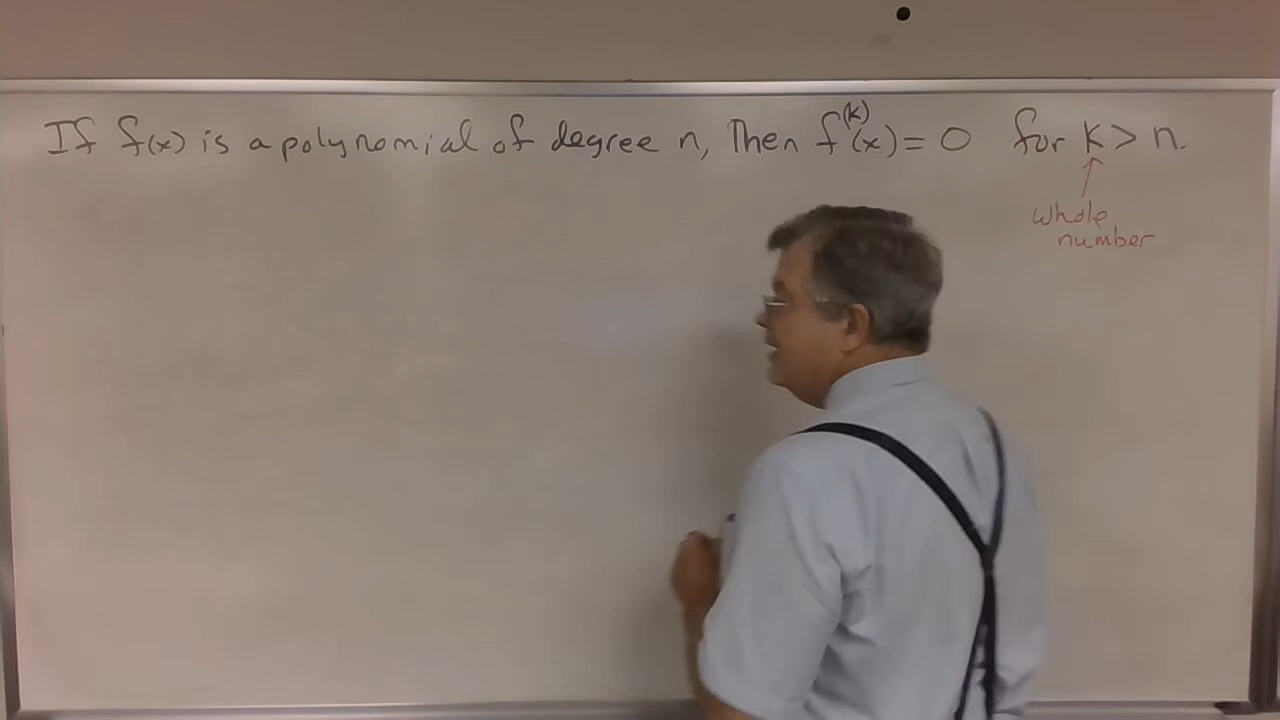 If f(x) is a polynomial of degree n, Then f^(k)(x) = 0 for k > n.
↑
whole
number